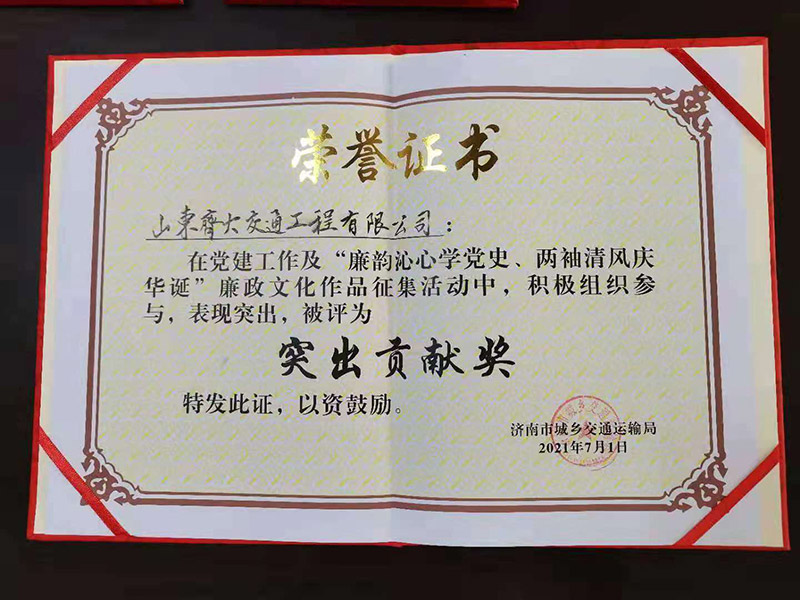 荣誉证书
山东齐大交通工程有限公司：
在党建工作及“廉韵沁心学党史、两袖清风庆
华诞”廉政文化作品征集活动中，积极组织参
与，表现突出，被评为
突出贡献奖
特发此证，以资鼓励。
济南市城乡交通运输局
2021年7月1日